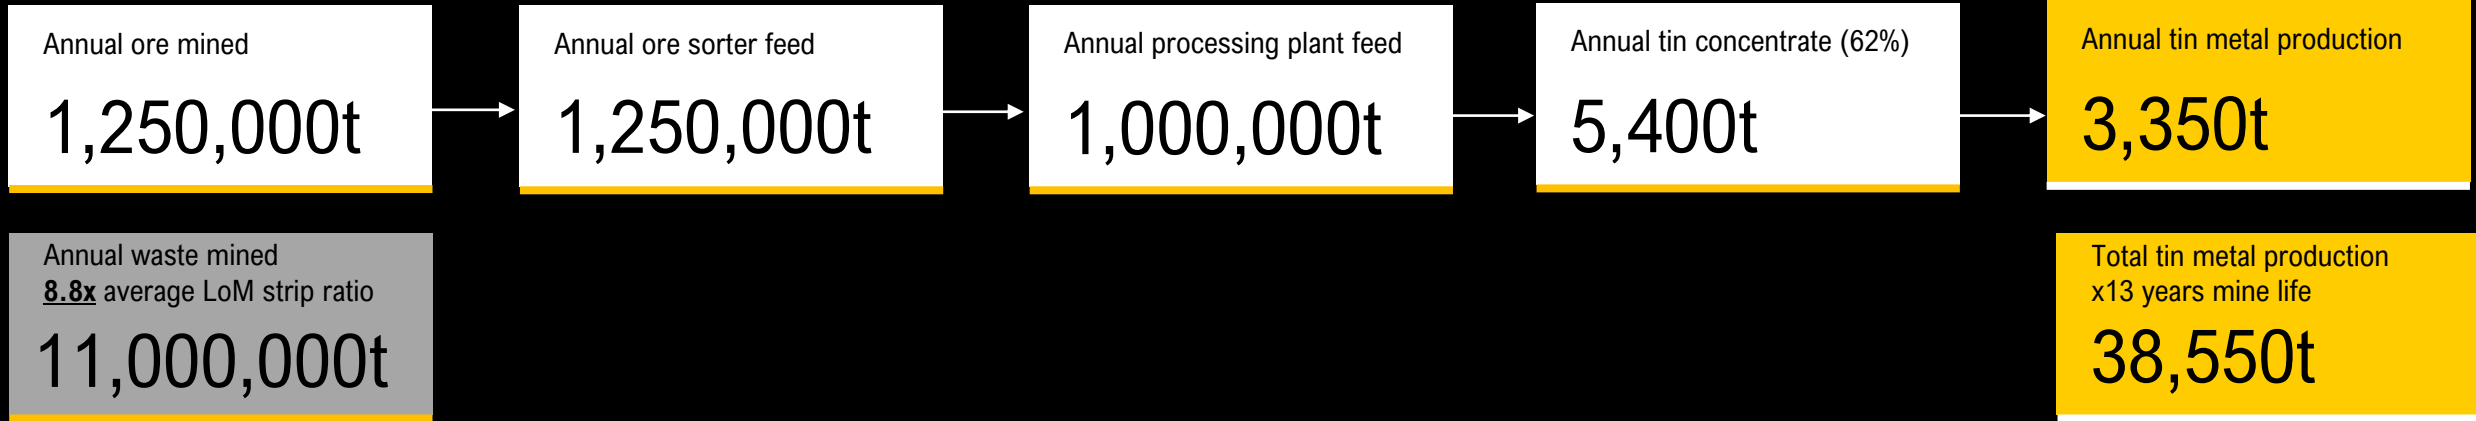 Annual ore mined
1,250,000t
Annual ore sorter feed
1,250,000t
Annual processing plant feed
1,000,000t
Annual tin concentrate (62%)
5,400t
Annual tin metal production
3,350t
Annual waste mined
8.8x average LoM strip ratio
11,000,000t
Total tin metal production
x13 years mine life
38,550t